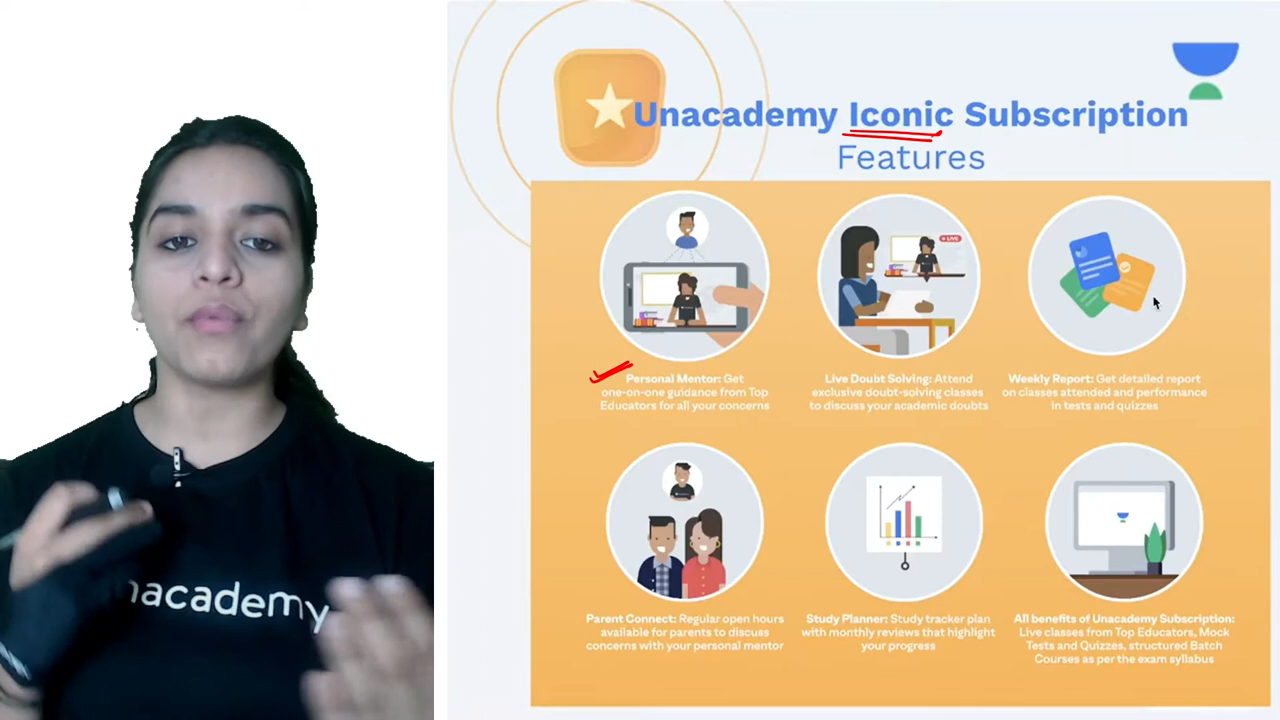 Unacademy Iconic Subscription
Features
LIVE
Personal Mentor: Get
one-on-one guidance from Top
Educators for all your concerns
Live Doubt Solving: Attend
exclusive doubt-solving classes
to discuss your academic doubts
Weekly Report: Get detailed report
on classes attended and performance
in tests and quizzes
Parent Connect: Regular open hours
available for parents to discuss
concerns with your personal mentor
Study Planner: Study tracker plan
with monthly reviews that highlight
your progress
All benefits of Unacademy Subscription:
Live classes from Top Educators, Mock
Tests and Quizzes, structured Batch
Courses as per the exam syllabus
unacademy